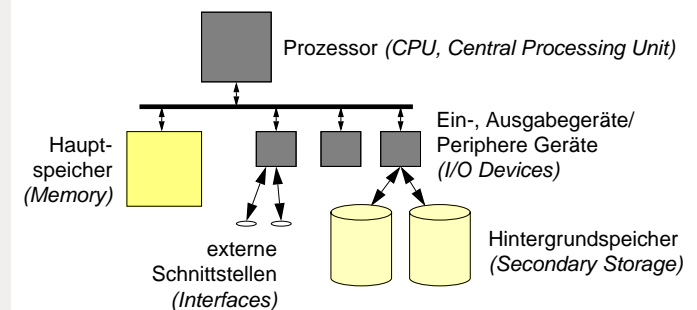 Prozessor (CPU, Central Processing Unit)
Haupt-
speicher
(Memory)
Ein-, Ausgabegeräte/
Periphere Geräte
(I/O Devices)
externe
Schnittstellen
(Interfaces)
Hintergrundspeicher
(Secondary Storage)